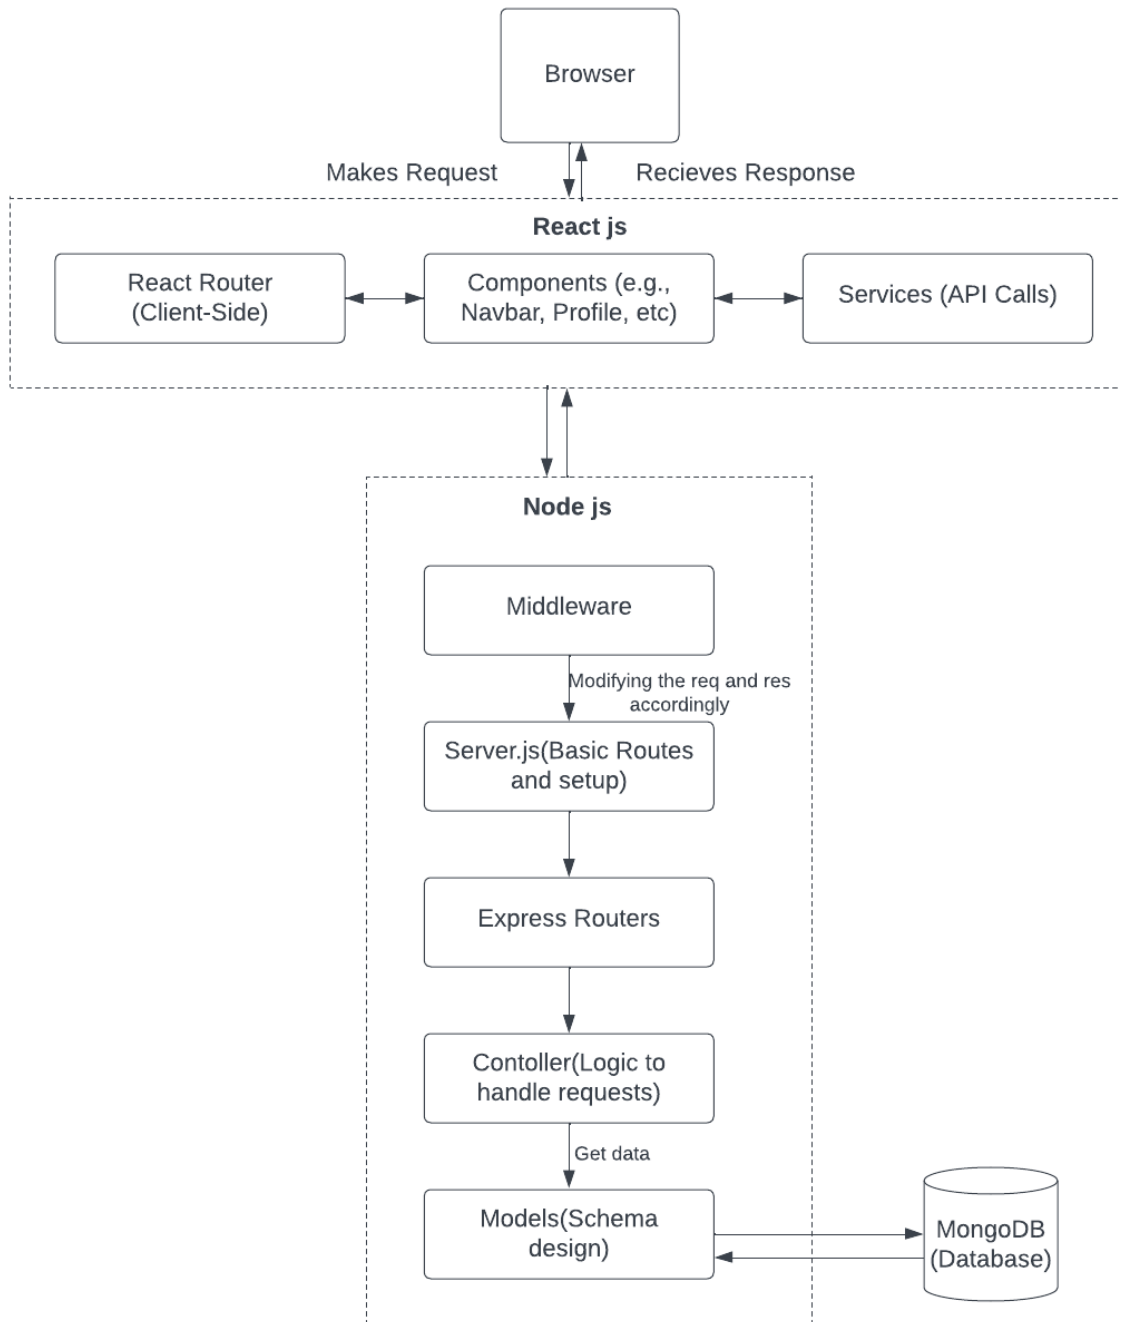 Browser
Makes Request
Recieves Response
React js
React Router
(Client-Side)
Components (e.g.,
Navbar, Profile, etc)
Services (API Calls)
Node js
Middleware
Modifying the req and res
accordingly
Server.js(Basic Routes
and setup)
Express Routers
Contoller(Logic to
handle requests)
Get data
Models(Schema
design)
MongoDB
(Database)